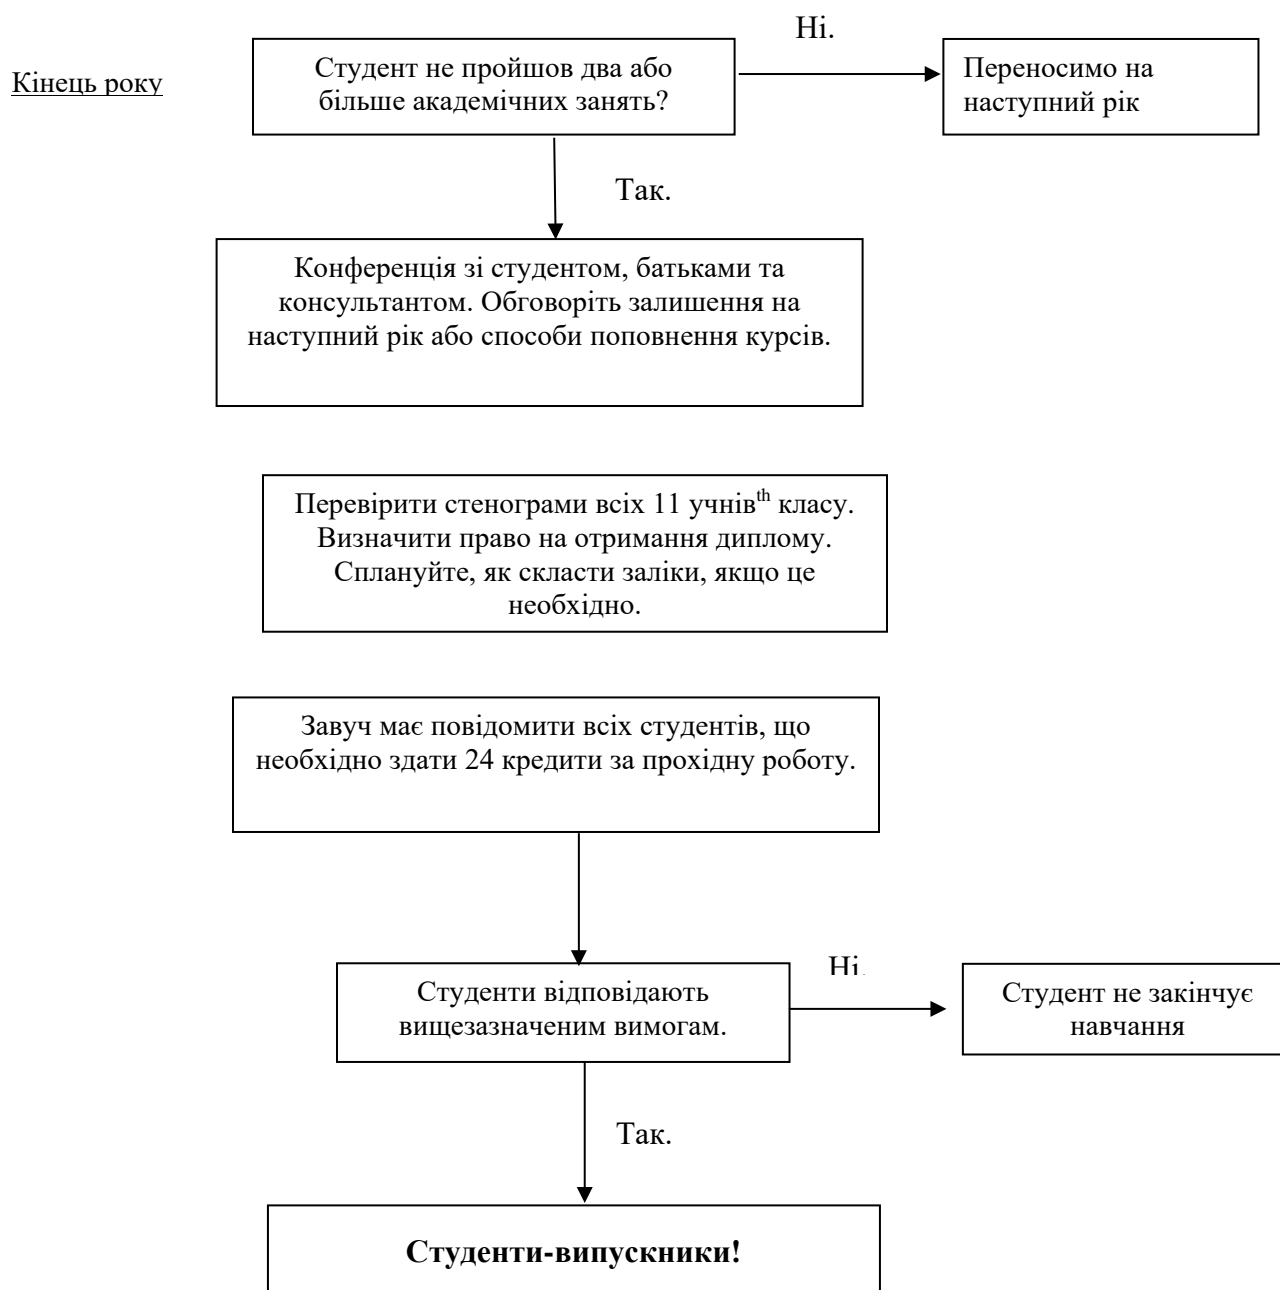 Ні.
Кінець року
Студент не пройшов два або
більше академічних занять?
Переносимо на
наступний рік
Так.
Конференція зі студентом, батьками та
консультантом. Обговоріть залишення на
наступний рік або способи поповнення курсів.
Перевірити стенограми всіх 11 учнівth класу.
Визначити право на отримання диплому.
Сплануйте, як скласти заліки, якщо це
необхідно.
Завуч має повідомити всіх студентів, що
необхідно здати 24 кредити за прохідну роботу.
Ні.
Студенти відповідають
вищезазначеним вимогам.
Студент не закінчує
навчання
Так.
Студенти-випускники!